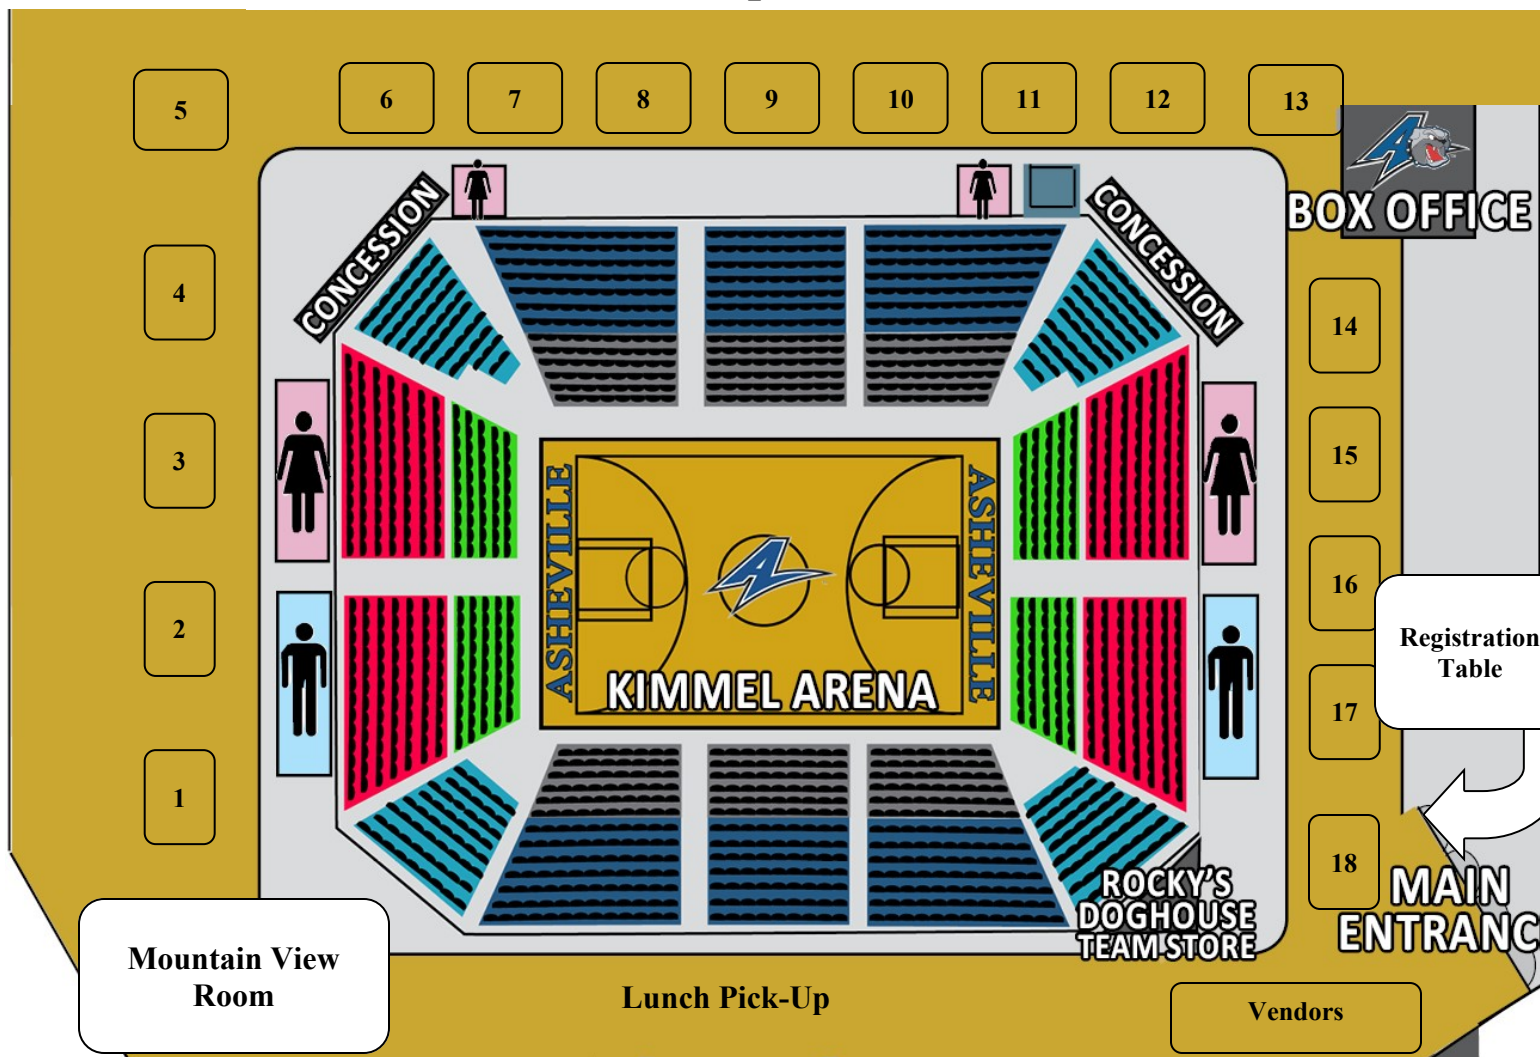 5
6
7
8
9
10
11
12
13
BOX OFFICE
CONCESSION
CONCESSION
4
14
3
15
ASHEVILLE
ASHEVILLE
2
16
Registration
Table
KIMMEL ARENA
17
1
18
ROCKY'S
DOGHOUSE
TEAM STORE
MAIN
ENTRANC
Mountain View
Room
Lunch Pick-Up
Vendors